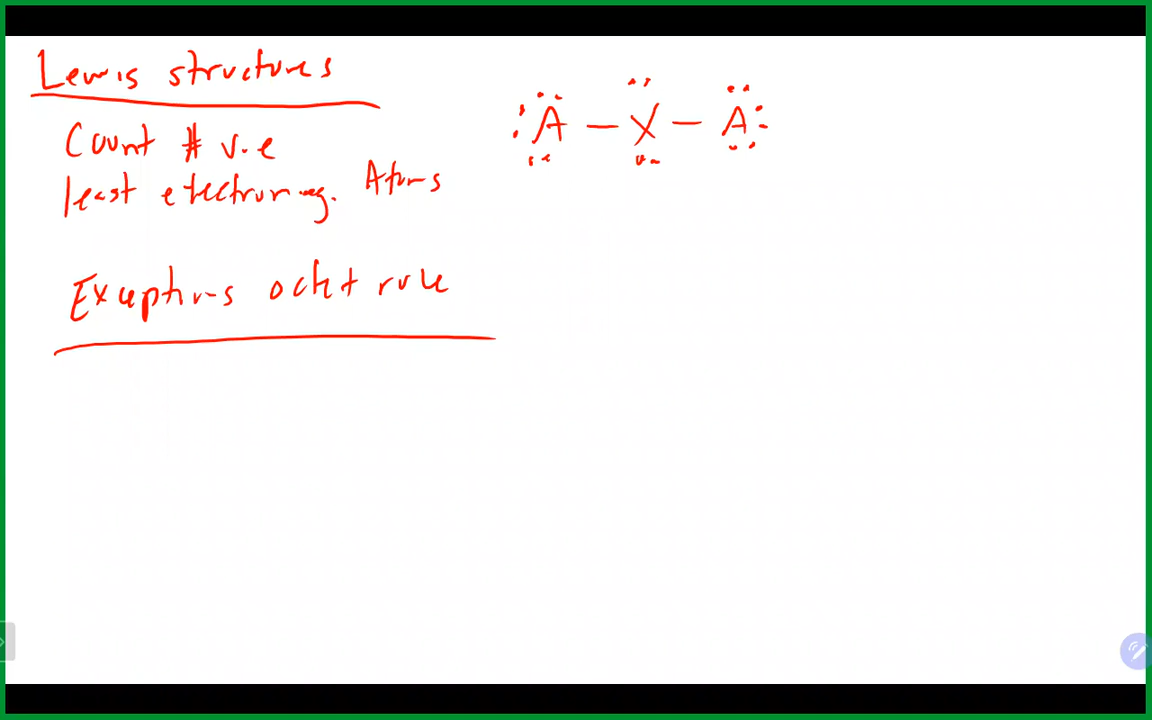 Lewis structures
Count # v.e
least electroneg. Atoms
:A — X — A:
Exceptions octet rule